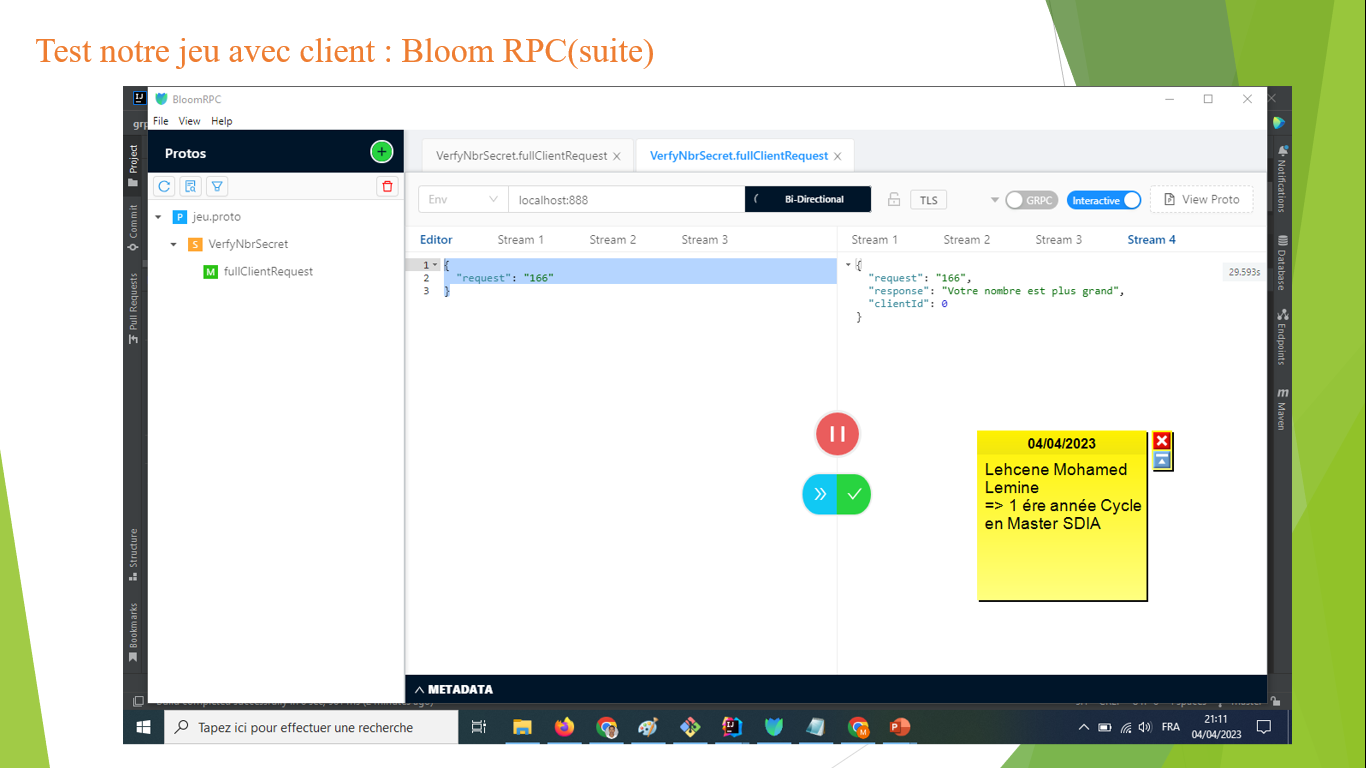 Test notre jeu avec client : Bloom RPC(suite)
BloomRPC
File View Help
grp
Protos
VerfyNbrSecret.fullClientRequest
VerfyNbrSecret.fullClientRequest
Env
localhost:888
Bi-Directional
TLS
GRPC
Interactive
View Proto
P jeu.proto
S VerfyNbrSecret
M fullClientRequest
Editor Stream 1 Stream 2 Stream 3
1 {
2 "request": "166"
3 }
Stream 1 Stream 2 Stream 3 Stream 4
{
"request": "166",
"response": "Votre nombre est plus grand",
"clientId": 0
}
29.593s
04/04/2023
Lehcene Mohamed
Lemine
=> 1 ére année Cycle
en Master SDIA
METADATA
Project
Commit
Pull Requests
Structure
Bookmarks
Notifications
Database
Endpoints
m Maven
Tapez ici pour effectuer une recherche
FRA
21:11
04/04/2023